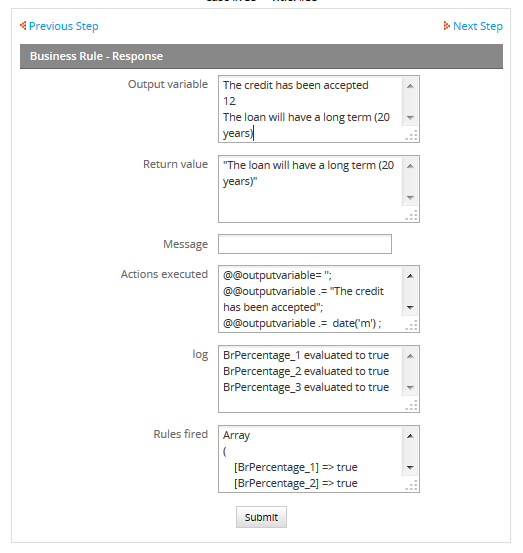 Previous Step
Next Step
Business Rule - Response
Output variable
The credit has been accepted
12
The loan will have a long term (20
years)
Return value
"The loan will have a long term (20
years)"
Message
Actions executed
@@outputvariable= '';
@@outputvariable .= "The credit
has been accepted";
@@outputvariable .=  date('m') ;
log
BrPercentage_1 evaluated to true
BrPercentage_2 evaluated to true
BrPercentage_3 evaluated to true
Rules fired
Array
(
[BrPercentage_1] => true
[BrPercentage_2] => true
Submit